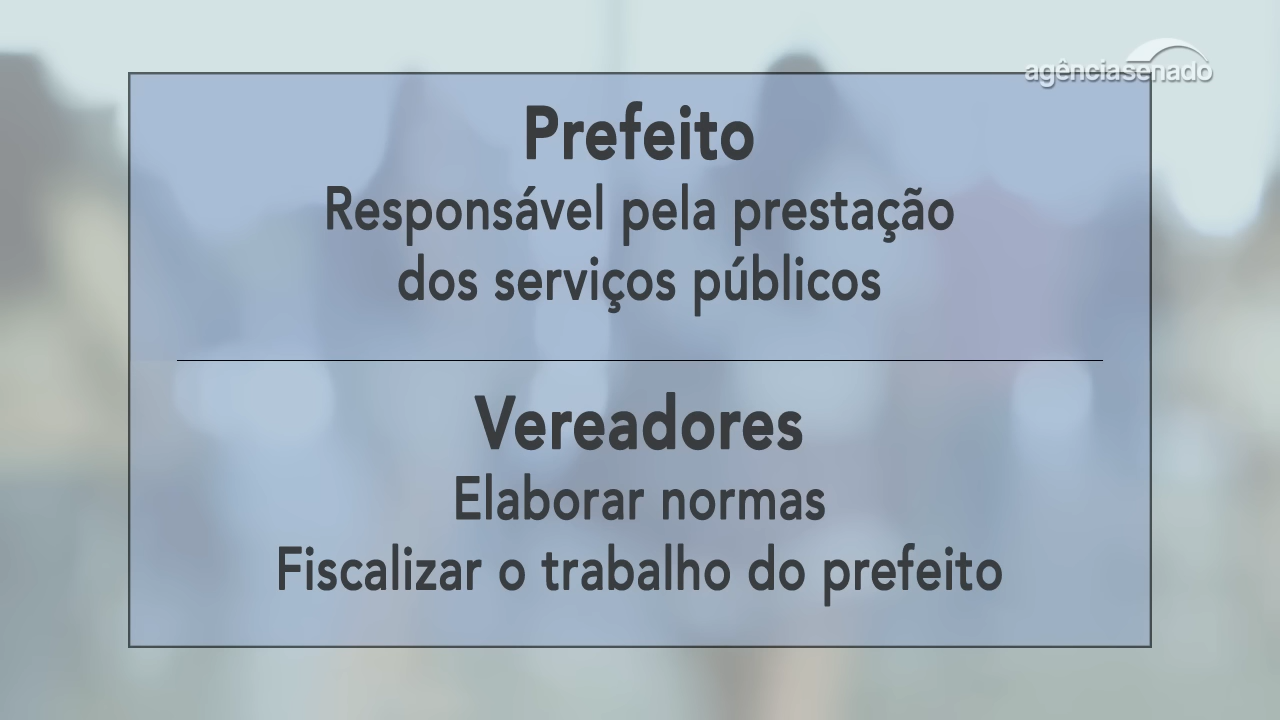 agênciasenado
Prefeito
Responsável pela prestação
dos serviços públicos
Vereadores
Elaborar normas
Fiscalizar o trabalho do prefeito